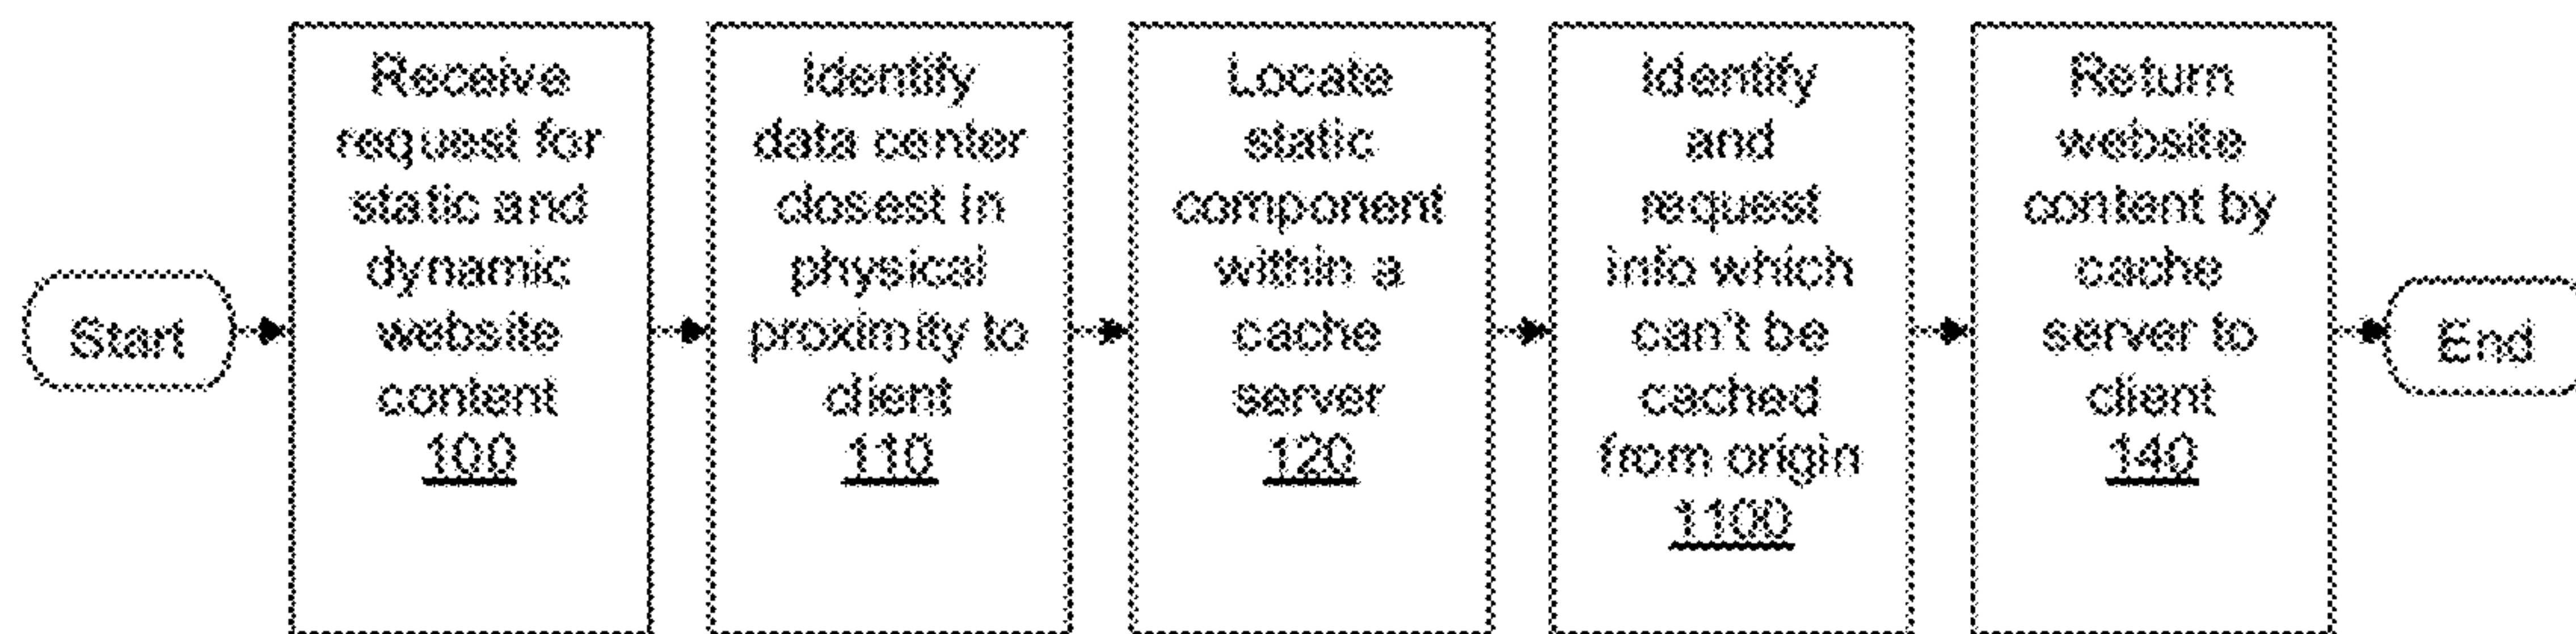 Start
Receive
request for
static and
dynamic
website
content
100
Identify
data center
closest in
physical
proximity to
client
110
Locate
static
component
within a
cache
server
120
Identify
and
request
info which
can't be
cached
from origin
1100
Return
website
content by
cache
server to
client
140
End